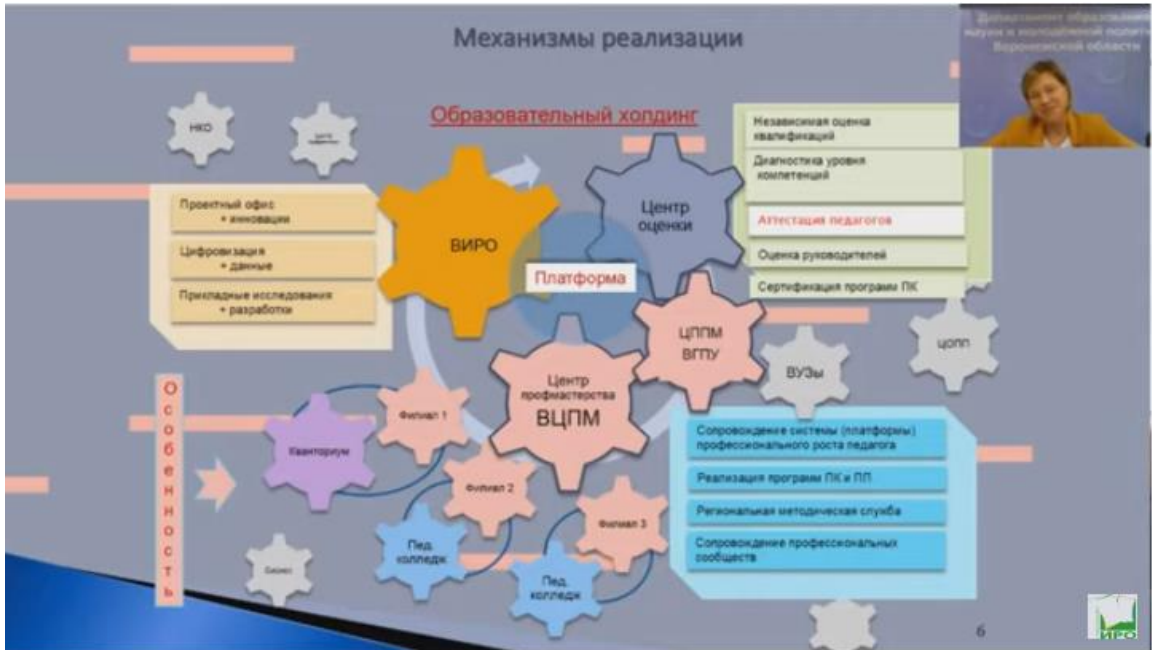 Механизмы реализации
Департамент образования
науки и молодёжной полити
Воронежской области
Образовательный холдинг
НКО
Независимая оценка
квалификаций
Диагностика уровня
компетенций
Аттестация педагогов
Оценка руководителей
Сертификация программ ПК
Проектный офис
+ инновации
Цифровизация
+ данные
Прикладные исследования
+ разработки
ВИРО
Центр
оценки
Платформа
ЦППМ
ВГПУ
ВУЗы
ЦОПП
Центр
профмастерства
ВЦПМ
Особенность
Кванториум
Филиал 1
Филиал 2
Филиал 3
Пед.
колледж
Пед.
колледж
Бизнес
Сопровождение системы (платформы)
профессионального роста педагога
Реализация программ ПК и ПП
Региональная методическая служба
Сопровождение профессиональных
сообществ
6
ИРО